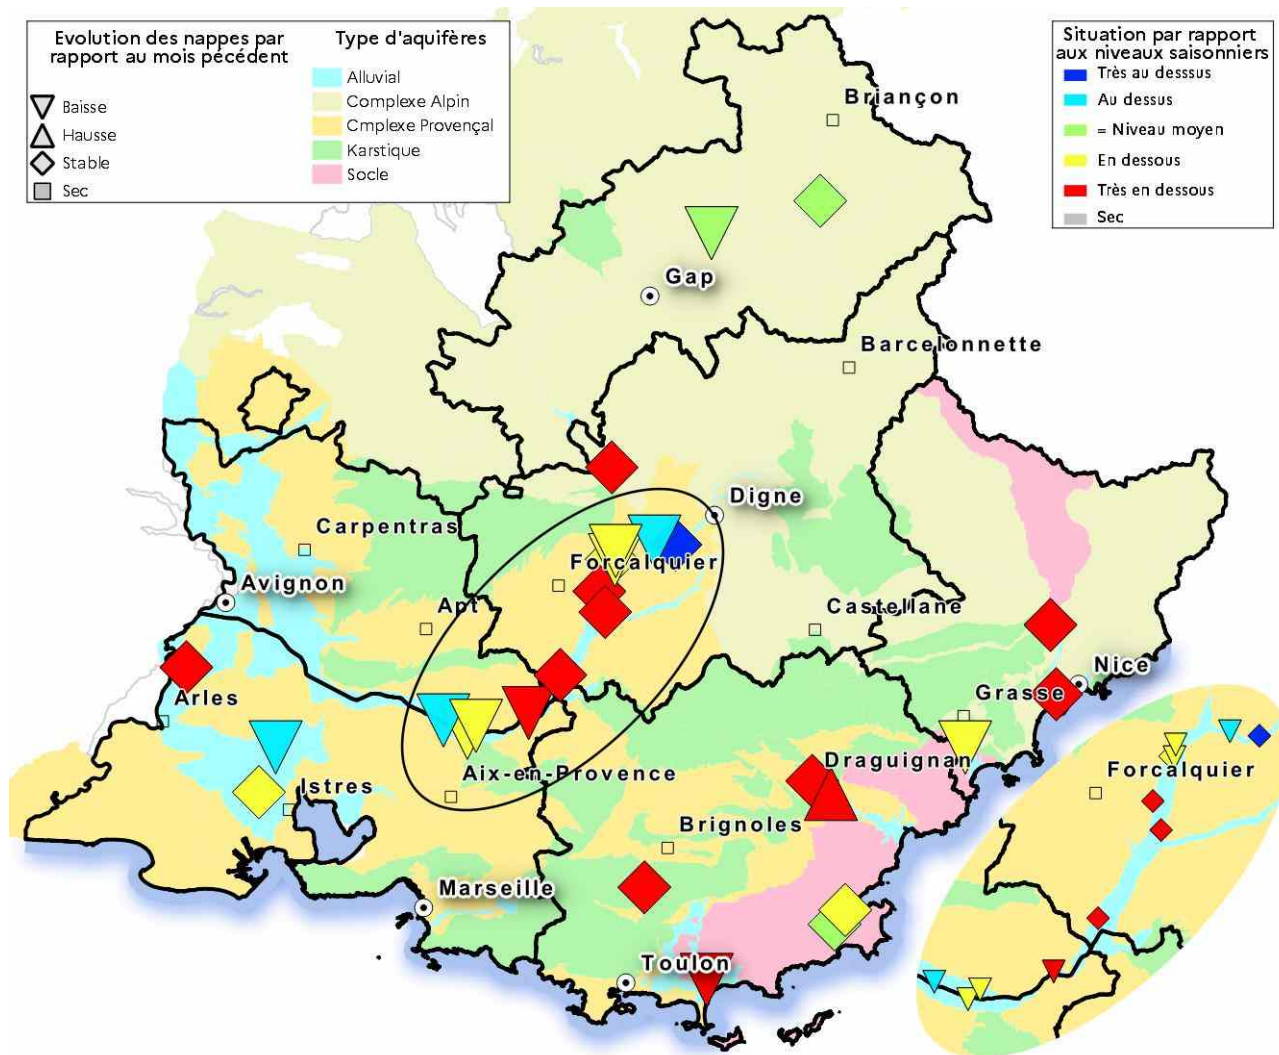 Evolution des nappes par
rapport au mois pécédent
Baisse
Hausse
Stable
Sec
Type d'aquifères
Alluvial
Complexe Alpin
Cmplexe Provençal
Karstique
Socle
Situation par rapport
aux niveaux saisonniers
Très au desssus
Au dessus
= Niveau moyen
En dessous
Très en dessous
Sec
Briançon
Gap
Barcelonnette
Digne
Carpentras
Forcalquier
Avignon
Apt
Castellane
Nice
Arles
Grasse
Draguignan
Aix-en-Provence
Istres
Forcalquier
Brignoles
Marseille
Toulon